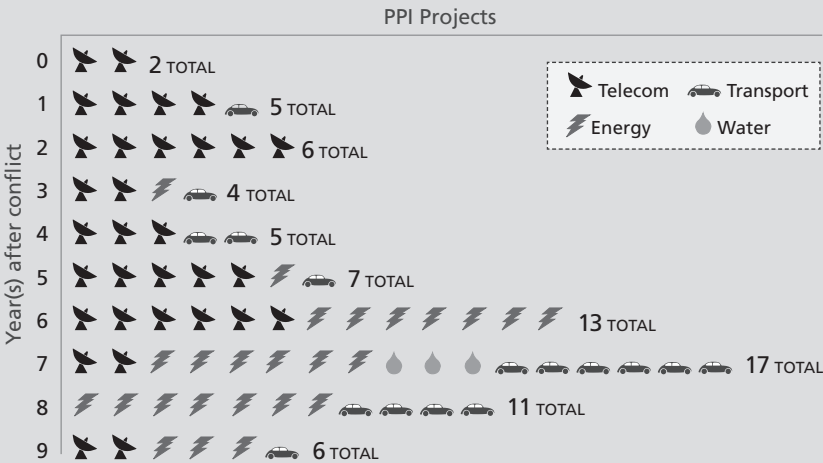 PPI Projects
Year(s) after conflict
0 2 TOTAL
1 5 TOTAL
2 6 TOTAL
3 4 TOTAL
4 5 TOTAL
5 7 TOTAL
6 13 TOTAL
7 17 TOTAL
8 11 TOTAL
9 6 TOTAL
Telecom Transport
Energy Water